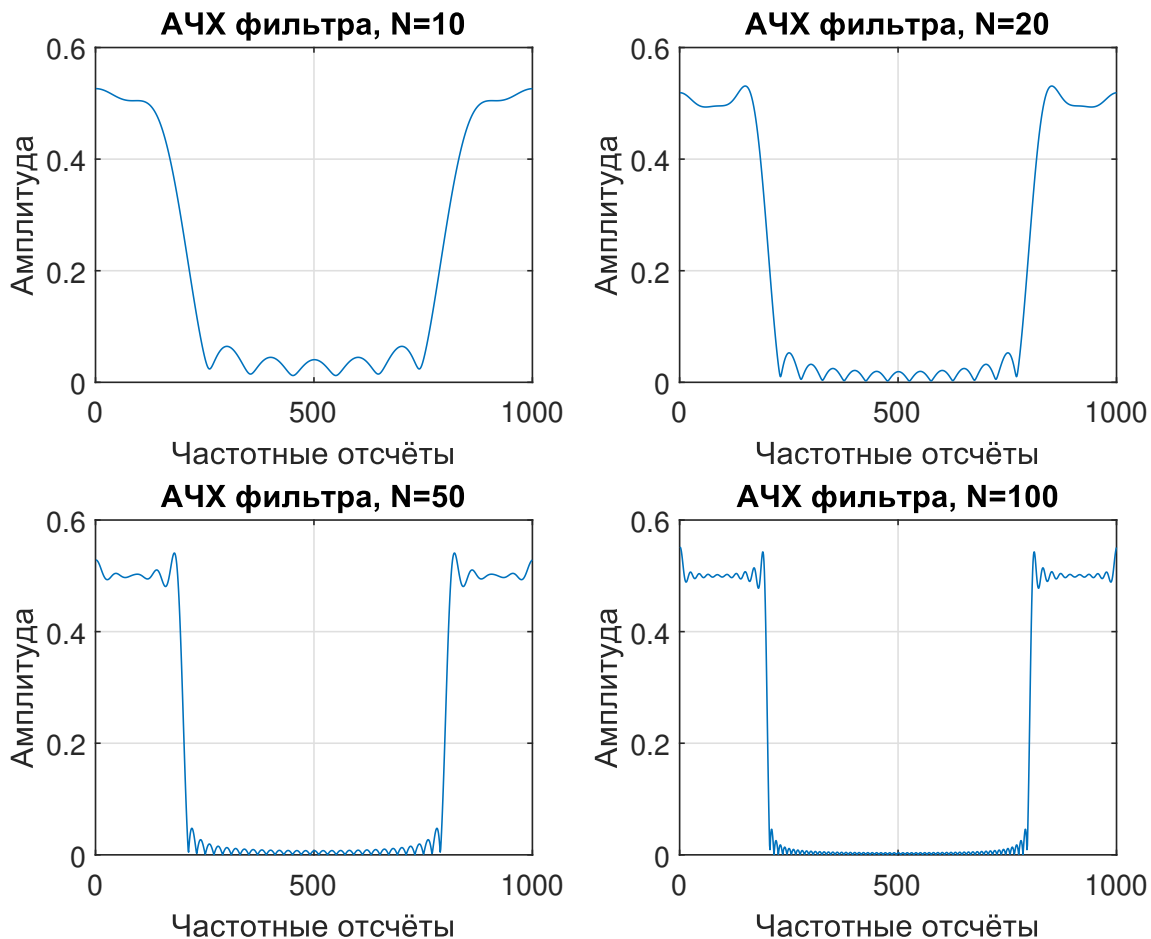 АЧХ фильтра, N=10
0.6
0.4
0.2
0
Амплитуда
0 500 1000
Частотные отсчёты
АЧХ фильтра, N=20
0.6
0.4
0.2
0
Амплитуда
0 500 1000
Частотные отсчёты
АЧХ фильтра, N=50
0.6
0.4
0.2
0
Амплитуда
0 500 1000
Частотные отсчёты
АЧХ фильтра, N=100
0.6
0.4
0.2
0
Амплитуда
0 500 1000
Частотные отсчёты